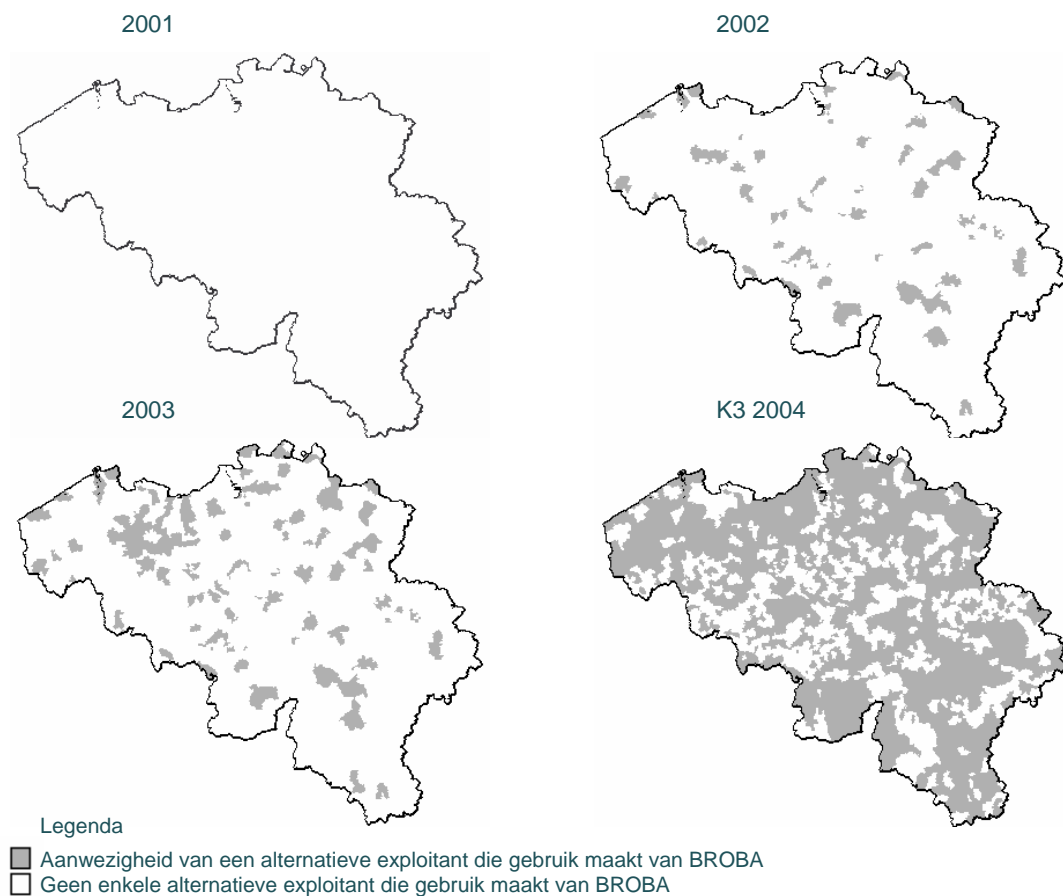 2001
2002
2003
K3 2004
Legenda
Aanwezigheid van een alternatieve exploitant die gebruik maakt van BROBA
Geen enkele alternatieve exploitant die gebruik maakt van BROBA